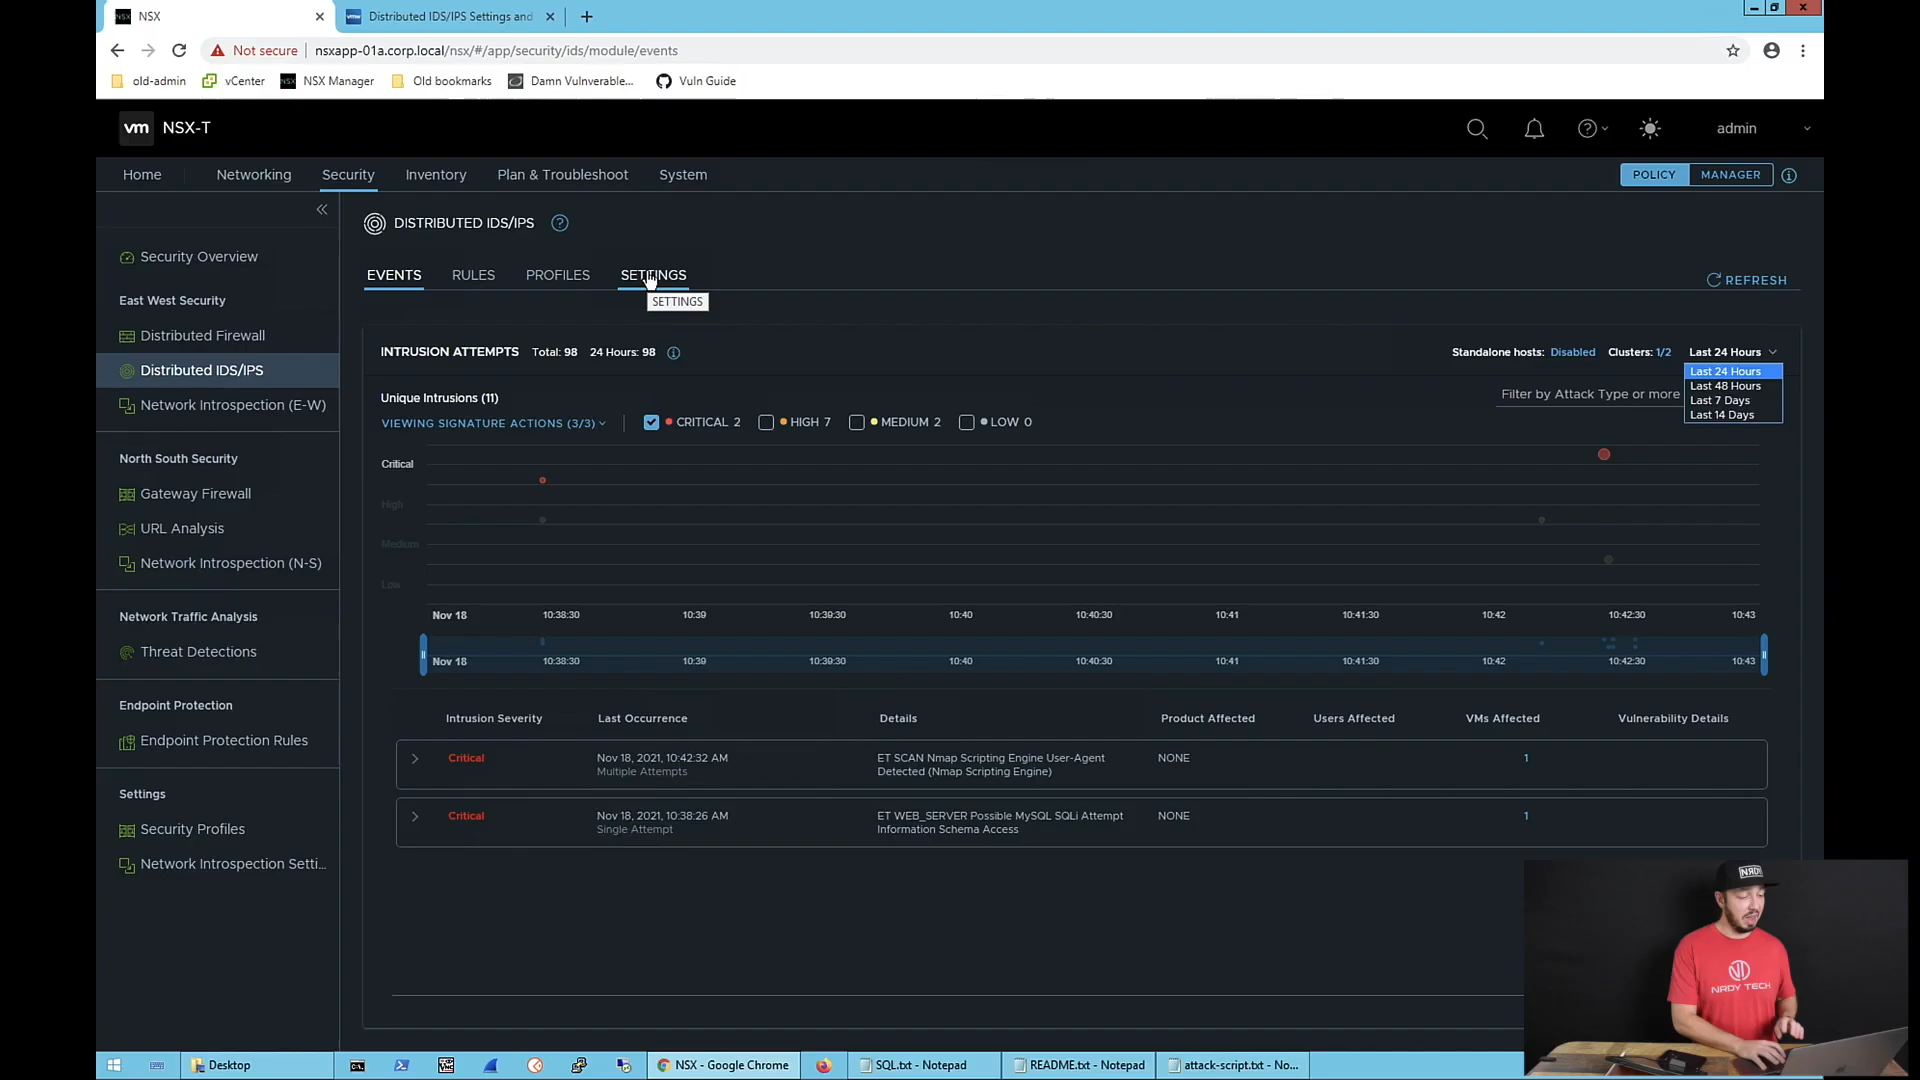 NSX
Distributed IDS/IPS Settings and
Not secure
nsxapp-01a.corp.local/nsx/#/app/security/ids/module/events
old-admin
vCenter
NSX
NSX Manager
Old bookmarks
Damn Vulnerable...
Vuln Guide
vm
NSX-T
admin
Home
Networking
Security
Inventory
Plan & Troubleshoot
System
POLICY
MANAGER
Security Overview
East West Security
Distributed Firewall
Distributed IDS/IPS
Network Introspection (E-W)
North South Security
Gateway Firewall
URL Analysis
Network Introspection (N-S)
Network Traffic Analysis
Threat Detections
Endpoint Protection
Endpoint Protection Rules
Settings
Security Profiles
Network Introspection Setti...
DISTRIBUTED IDS/IPS
EVENTS
RULES
PROFILES
SETTINGS
SETTINGS
REFRESH
INTRUSION ATTEMPTS Total: 98 24 Hours: 98
Standalone hosts: Disabled Clusters: 1/2 Last 24 Hours
Last 24 Hours
Last 48 Hours
Last 7 Days
Last 14 Days
Unique Intrusions (11)
Filter by Attack Type or more
VIEWING SIGNATURE ACTIONS (3/3)
CRITICAL 2
HIGH 7
MEDIUM 2
LOW 0
Critical
High
Medium
Low
Nov 18 10:38:30 10:39 10:39:30 10:40 10:40:30 10:41 10:41:30 10:42 10:42:30 10:43
Nov 18 10:38:30 10:39 10:39:30 10:40 10:40:30 10:41 10:41:30 10:42 10:42:30 10:43
Intrusion Severity Last Occurrence Details Product Affected Users Affected VMs Affected Vulnerability Details
Critical
Nov 18, 2021, 10:42:32 AM
Multiple Attempts
ET SCAN Nmap Scripting Engine User-Agent
Detected (Nmap Scripting Engine)
NONE
1
Critical
Nov 18, 2021, 10:38:26 AM
Single Attempt
ET WEB_SERVER Possible MySQL SQLi Attempt
Information Schema Access
NONE
1
NRDY
NRDY TECH
Desktop
NSX - Google Chrome
SQL.txt - Notepad
README.txt - Notepad
attack-script.txt - No...